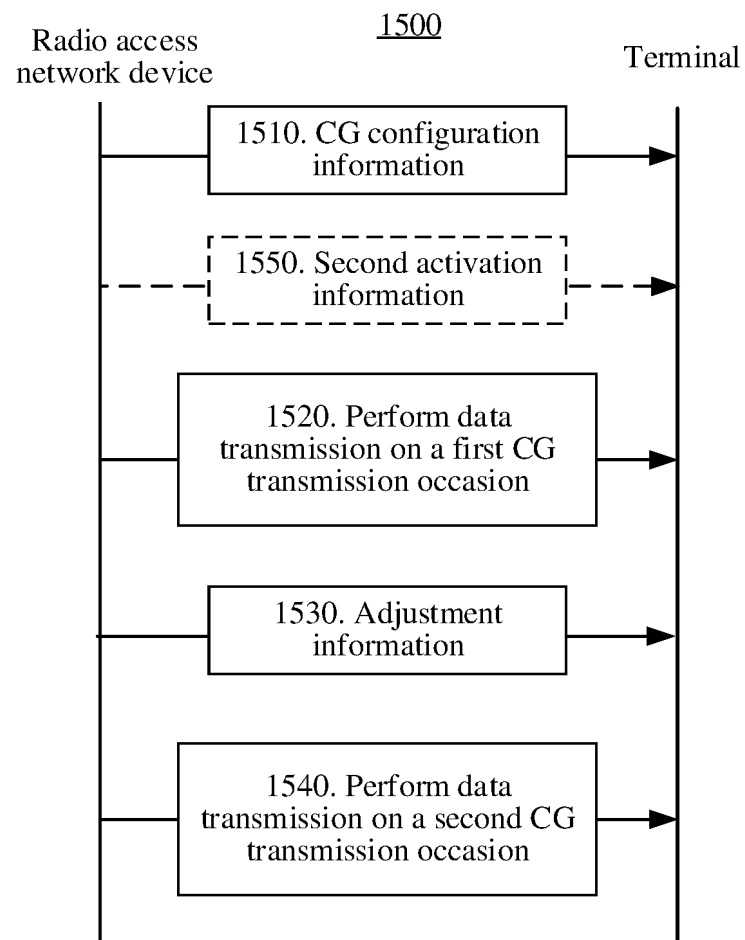 1500
Radio access
network device
Terminal
1510. CG configuration
information
1550. Second activation
information
1520. Perform data
transmission on a first CG
transmission occasion
1530. Adjustment
information
1540. Perform data
transmission on a second CG
transmission occasion